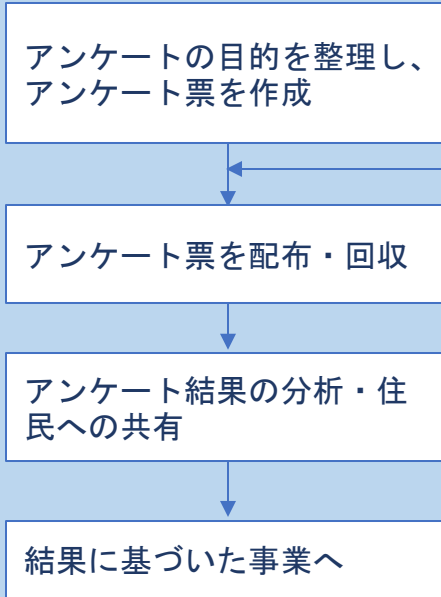 アンケートの目的を整理し、
アンケート票を作成
アンケート票を配布・回収
アンケート結果の分析・住
民への共有
結果に基づいた事業へ